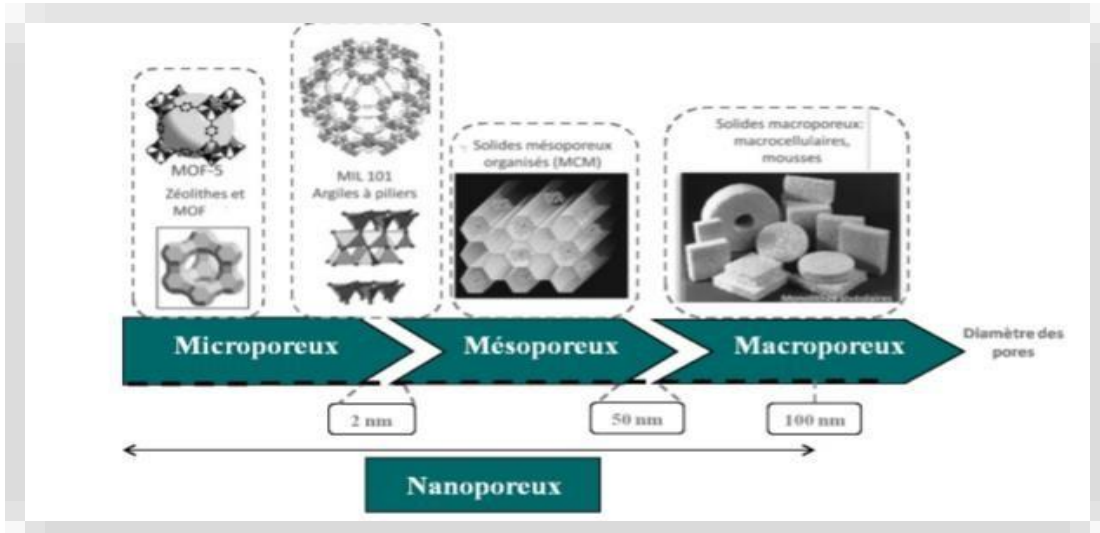 MOF-5
Zéolithes et
MOF
MIL 101
Argiles à piliers
Solides mésoporeux
organisés (MCM)
Solides macroporeux:
macrocellulaires,
mousses
Microporeux
Mésoporeux
Macroporeux
Diamètre des
pores
2 nm
50 nm
100 nm
Nanoporeux